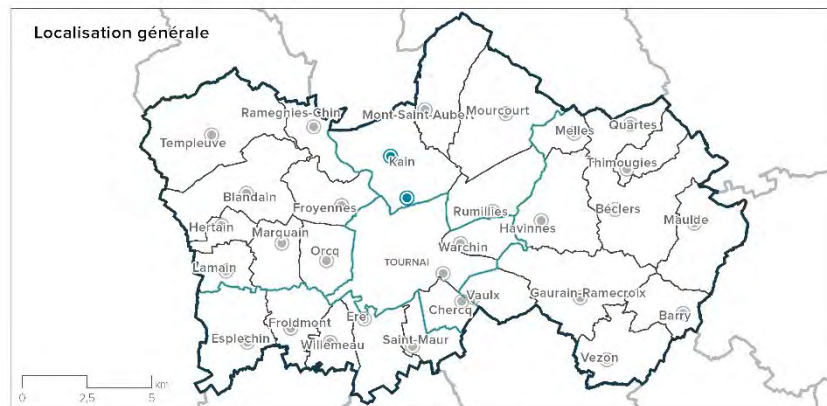 Localisation générale
Ramegnies-Chin
Mont-Saint-Aubert
Mourcourt
Templeuve
Melles
Quartes
Kain
Thimougies
Blandain
Froyennes
Rumillies
Béclers
Maulde
Hertain
Havinnes
Marquain
Orcq
Warchin
Lamain
TOURNAI
Vaulx
Gaurain-Ramecroix
Chercq
Barry
Froidmont
Ere
Esplechin
Willemeau
Saint-Maur
Vezon
km
0 2,5 5